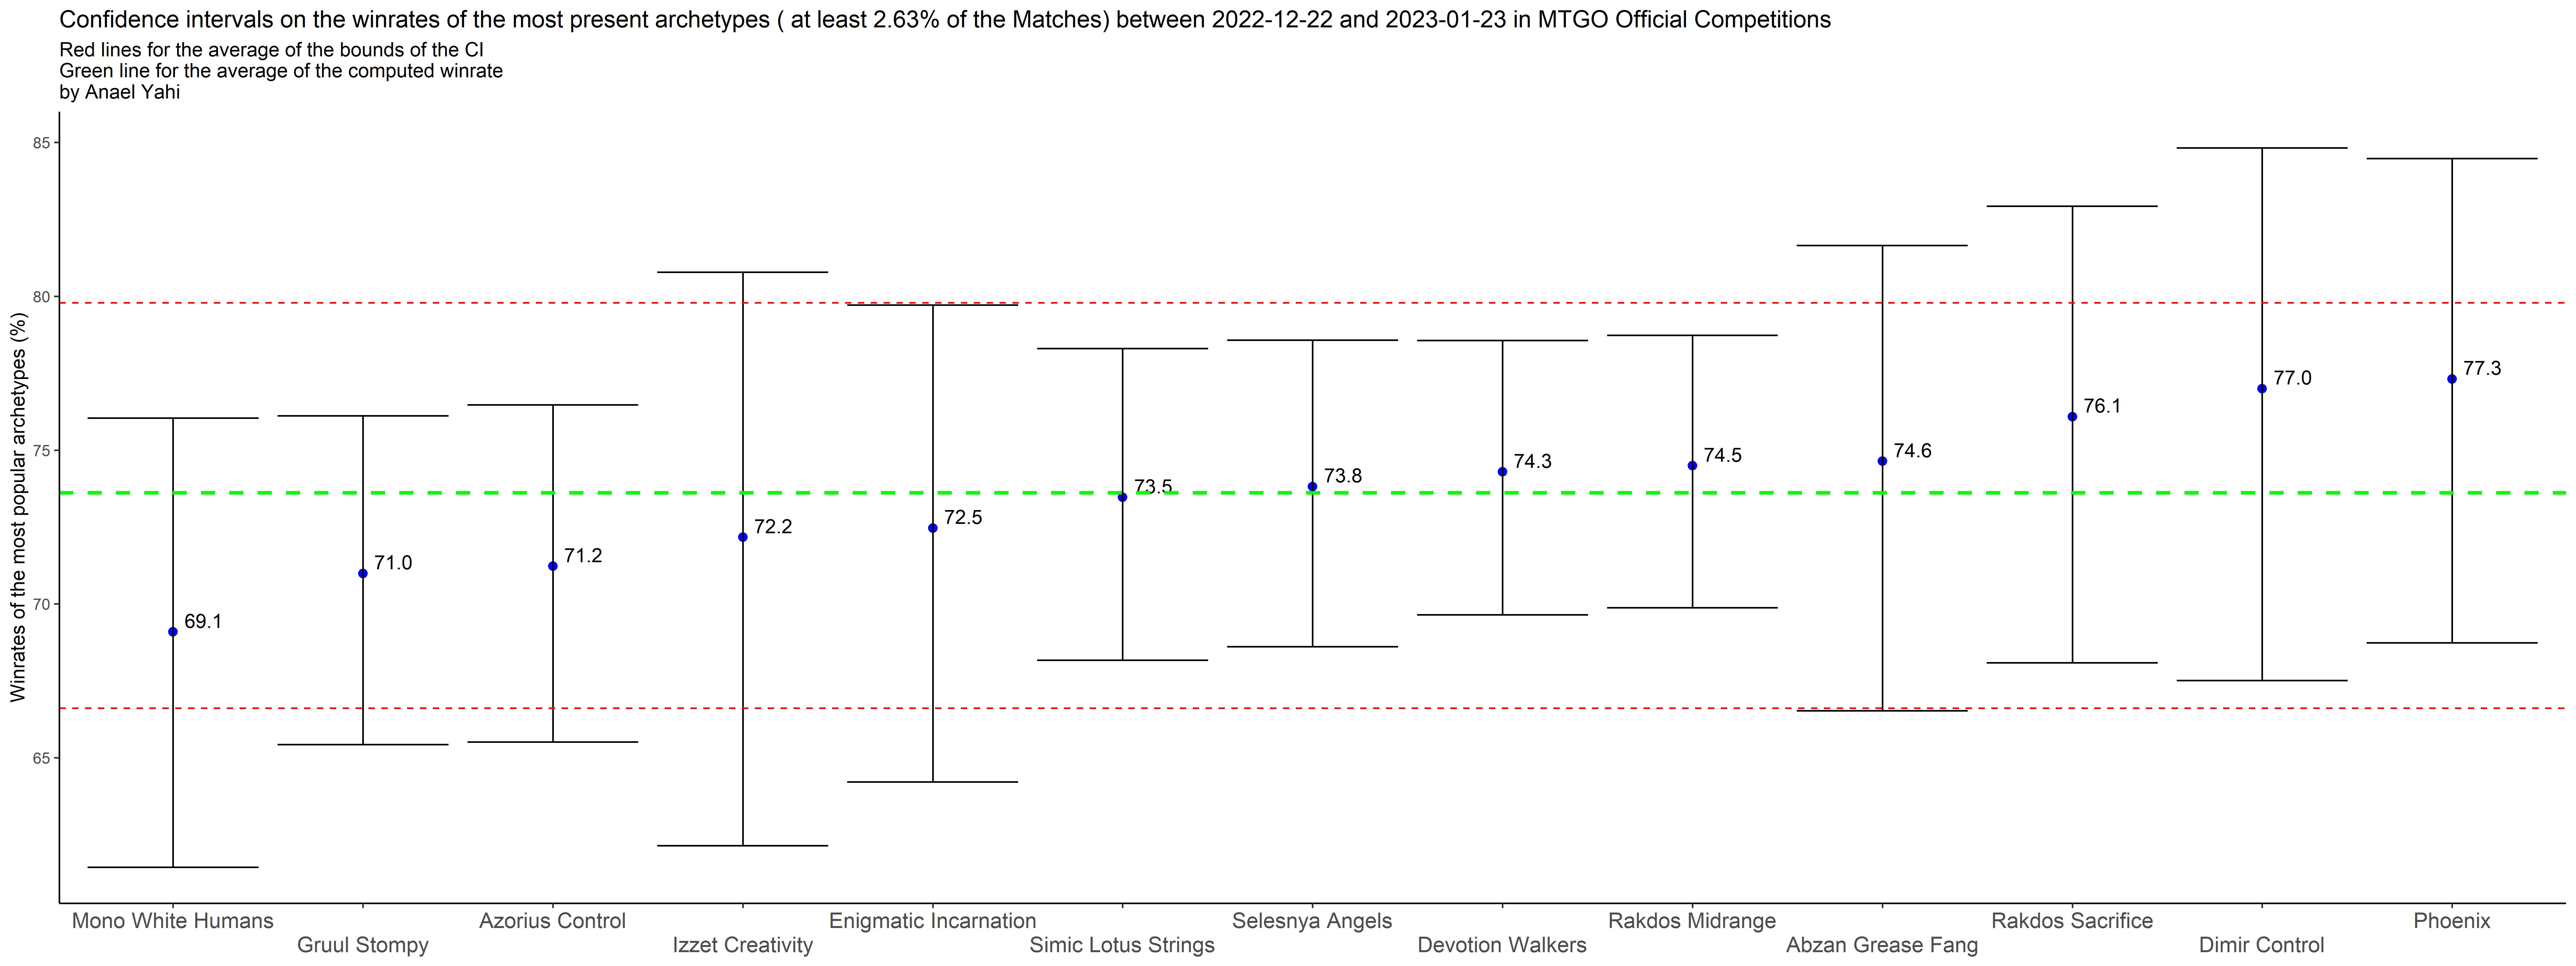 Confidence intervals on the winrates of the most present archetypes ( at least 2.63% of the Matches) between 2022-12-22 and 2023-01-23 in MTGO Official Competitions
Red lines for the average of the bounds of the CI
Green line for the average of the computed winrate
by Anael Yahi
Winrates of the most popular archetypes (%)
85
80
75
70
65
69.1
71.0
71.2
72.2
72.5
73.5
73.8
74.3
74.5
74.6
76.1
77.0
77.3
Mono White Humans
Gruul Stompy
Azorius Control
Izzet Creativity
Enigmatic Incarnation
Simic Lotus Strings
Selesnya Angels
Devotion Walkers
Rakdos Midrange
Abzan Grease Fang
Rakdos Sacrifice
Dimir Control
Phoenix